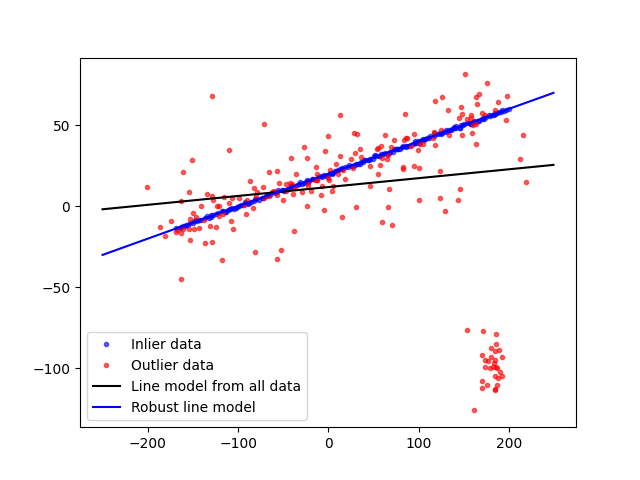 50
0
−50
−100
Inlier data
Outlier data
Line model from all data
Robust line model
−200 −100 0 100 200